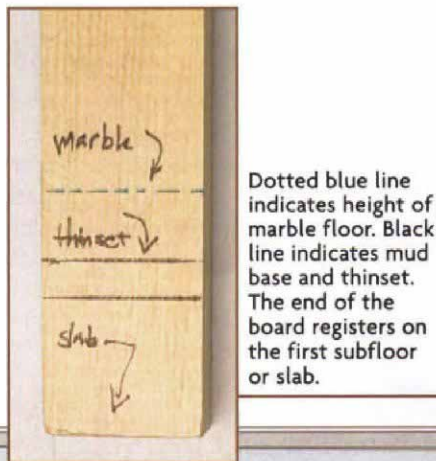 marble
thinset
slab
Dotted blue line
indicates height of
marble floor. Black
line indicates mud
base and thinset.
The end of the
board registers on
the first subfloor
or slab.